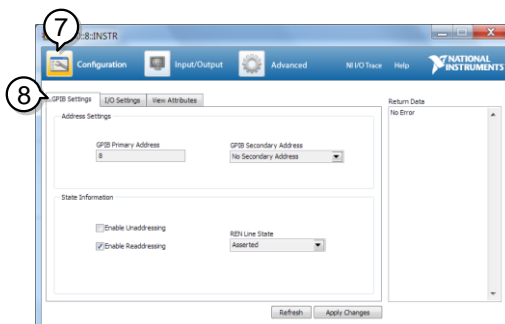 7
::8::INSTR
Configuration
Input/Output
Advanced
NI I/O Trace
Help
NATIONAL
INSTRUMENTS
8
GPIB Settings
I/O Settings
View Attributes
Return Data
No Error
Address Settings
GPIB Primary Address
GPIB Secondary Address
8
No Secondary Address
State Information
Enable Unaddressing
REN Line State
Enable Readdressing
Asserted
Refresh
Apply Changes